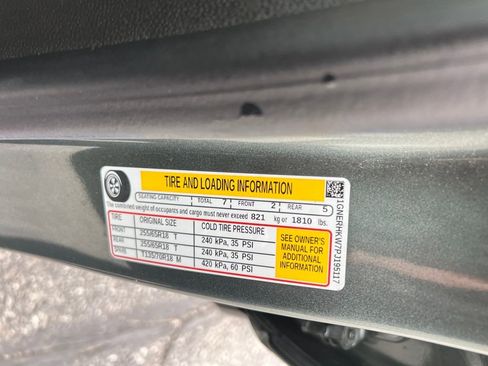 TIRE AND LOADING INFORMATION
SEATING CAPACITY TOTAL 7 FRONT 2 REAR 5
The combined weight of occupants and cargo must never exceed 821 kg or 1810 lbs.
TIRE ORIGINAL SIZE COLD TIRE PRESSURE
FRONT 255/65R18 T 240 kPa, 35 PSI
REAR 255/65R18 T 240 kPa, 35 PSI
SPARE T135/70R18 M 420 kPa, 60 PSI
SEE OWNER'S
MANUAL FOR
ADDITIONAL
INFORMATION
1GNERHKW7PJ195117